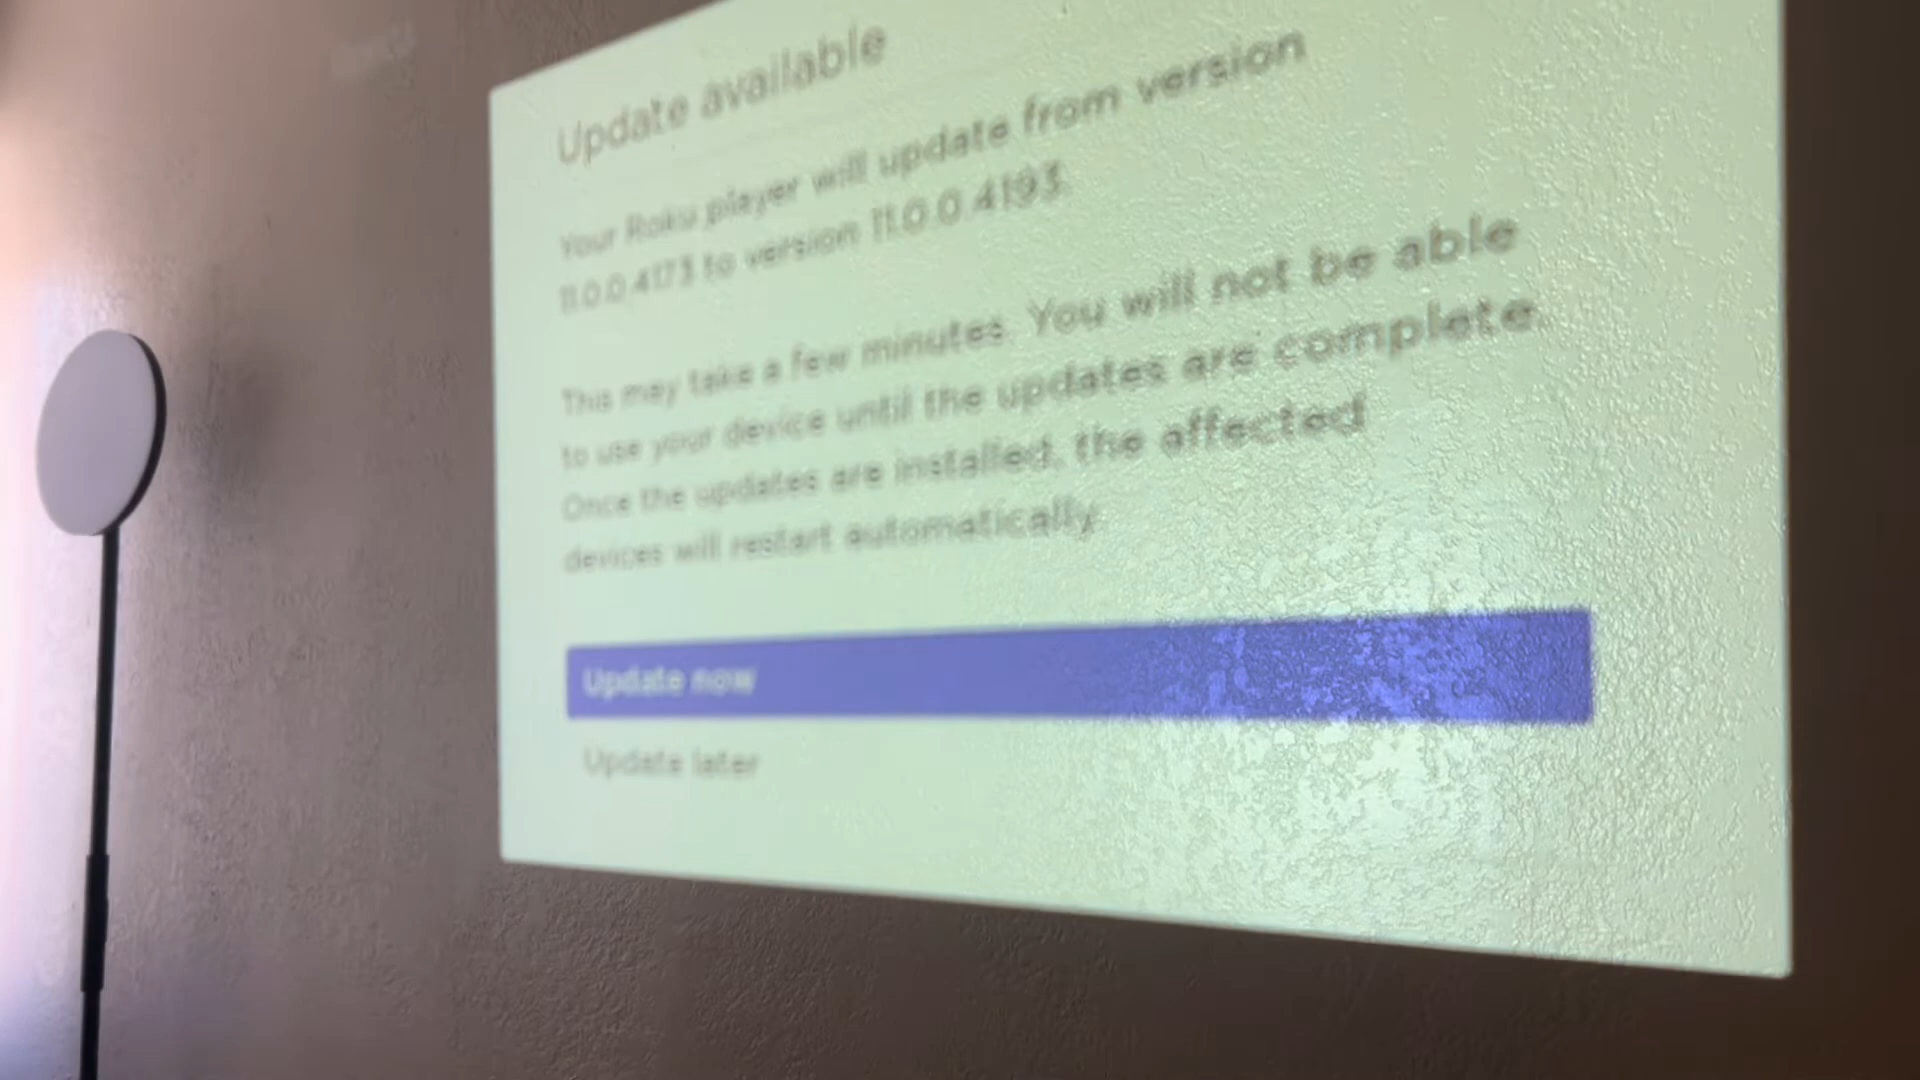 Update available
Your Roku player will update from version
11.0.0.4173 to version 11.0.0.4193.
This may take a few minutes. You will not be able
to use your device until the updates are complete.
Once the updates are installed, the affected
devices will restart automatically.
Update now
Update later